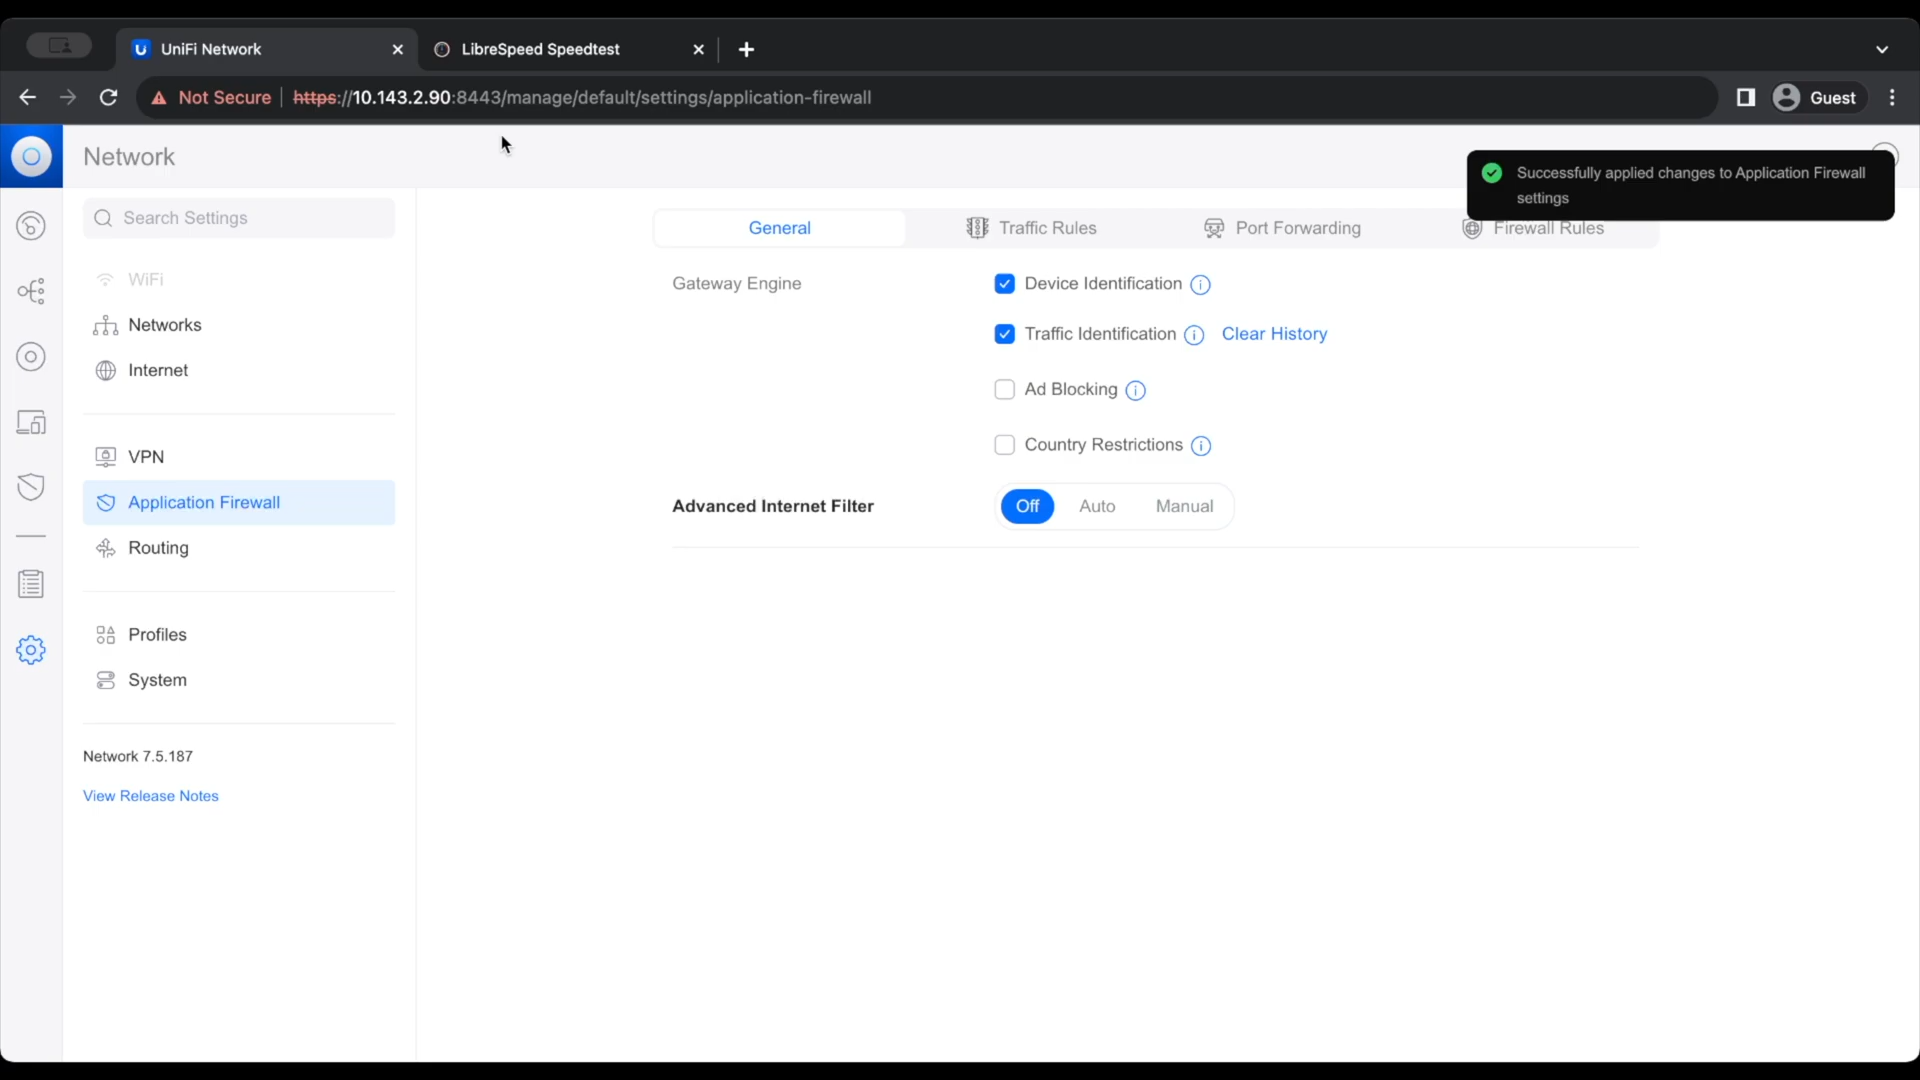 UniFi Network
LibreSpeed Speedtest
Not Secure
https://10.143.2.90:8443/manage/default/settings/application-firewall
Guest
Network
Successfully applied changes to Application Firewall
settings
Search Settings
General
Traffic Rules
Port Forwarding
Firewall Rules
WiFi
Networks
Internet
VPN
Application Firewall
Routing
Profiles
System
Network 7.5.187
View Release Notes
Gateway Engine
Device Identification
Traffic Identification
Clear History
Ad Blocking
Country Restrictions
Advanced Internet Filter
Off
Auto
Manual